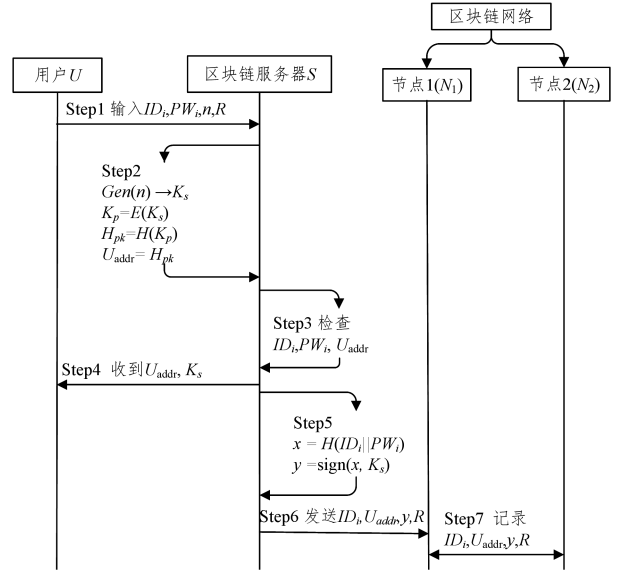 区块链网络
用户U
区块链服务器S
节点1(N₁)
节点2(N₂)
Step1 输入IDᵢ,PWᵢ,n,R
Step2
Gen(n) →Kₛ
Kₚ=E(Kₛ)
Hₚₖ=H(Kₚ)
Uaddr= Hₚₖ
Step3 检查
IDᵢ,PWᵢ, Uaddr
Step4 收到Uaddr, Kₛ
Step5
x = H(IDᵢ||PWᵢ)
y =sign(x, Kₛ)
Step6 发送IDᵢ,Uaddr,y,R
Step7 记录
IDᵢ,Uaddr,y,R